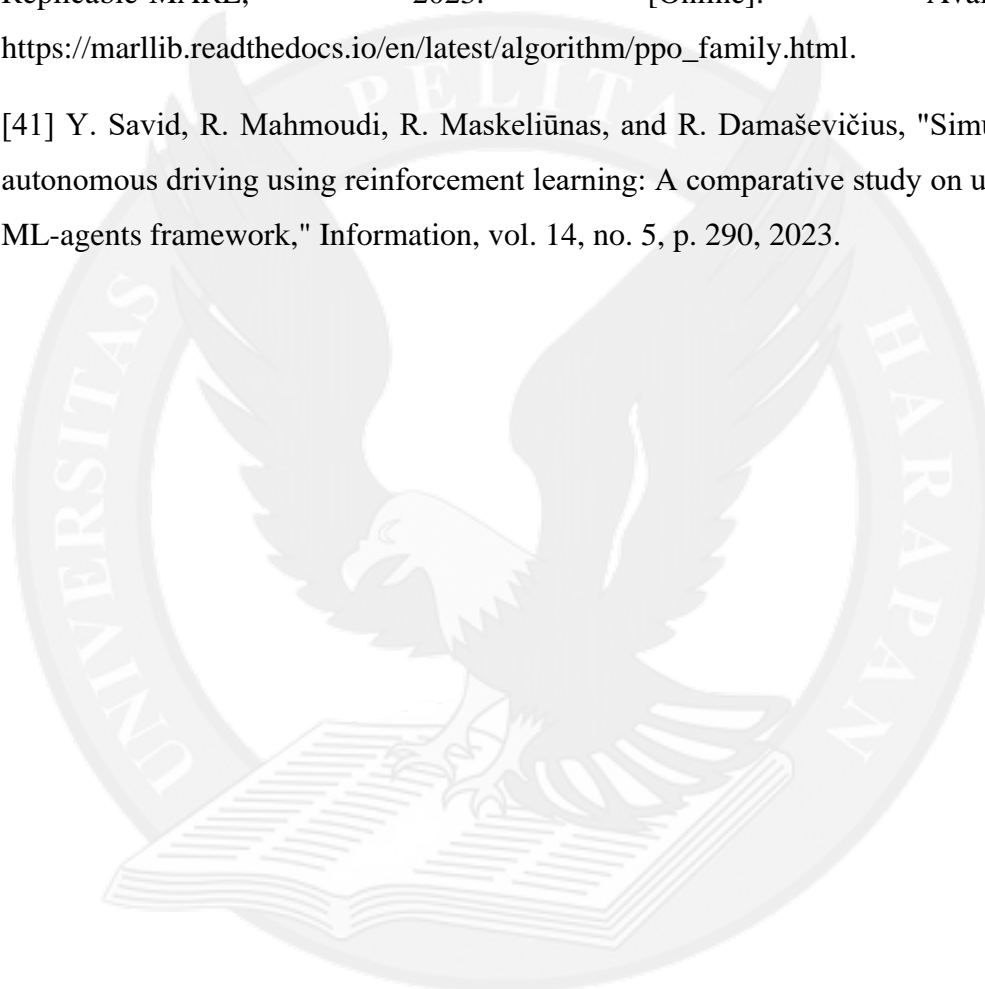 Replicable MARL," 2023. [Online].
https://marllib.readthedocs.io/en/latest/algorithm/ppo_family.html.
[41] Y. Savid, R. Mahmoudi, R. Maskeliūnas, and R. Damaševičius, "Simu
autonomous driving using reinforcement learning: A comparative study on u
ML-agents framework," Information, vol. 14, no. 5, p. 290, 2023.
UNIVERSITAS PELITA HARAPAN